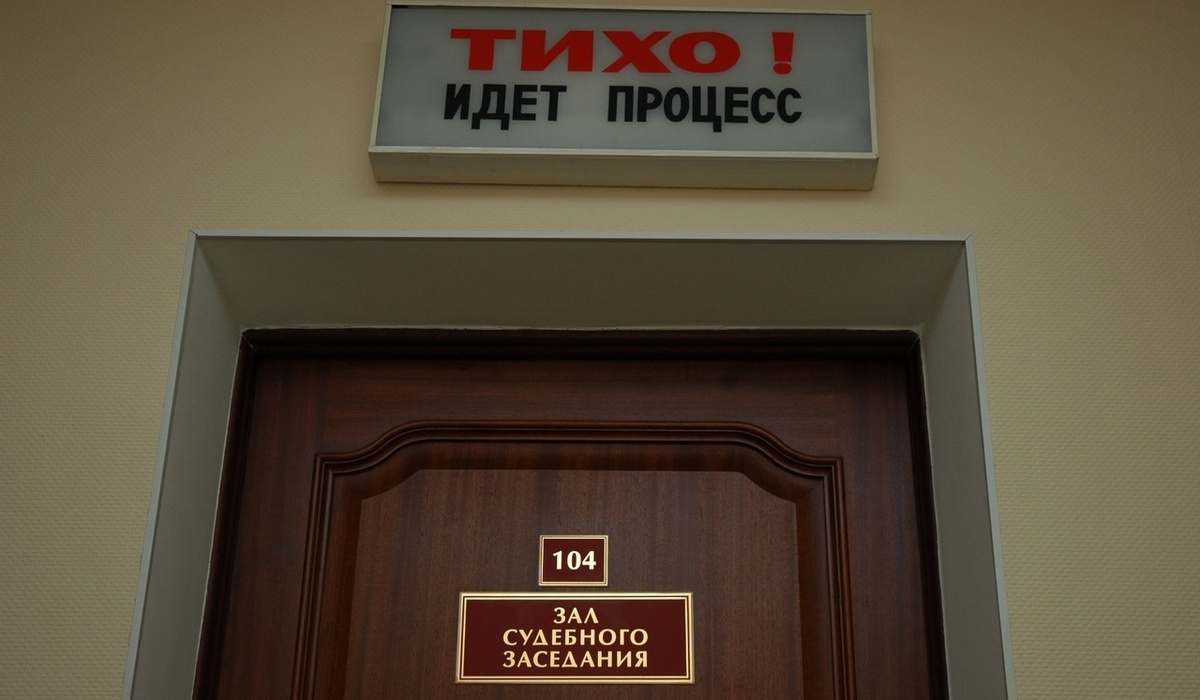 ТИХО!
ИДЕТ ПРОЦЕСС
104
ЗАЛ
СУДЕБНОГО
ЗАСЕДАНИЯ